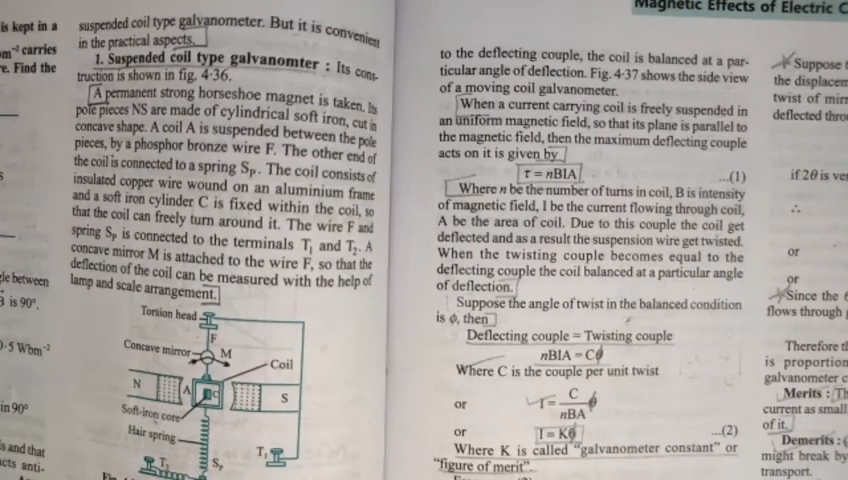 is kept in a
carries
re. Find the
gle between
is 90°.
0·5 Wbm⁻²
in 90°
s and that
acts anti-
suspended coil type galvanometer. But it is convenient
in the practical aspects.
1. Suspended coil type galvanomter : Its cons-
truction is shown in fig. 4·36.
A permanent strong horseshoe magnet is taken. Its
pole pieces NS are made of cylindrical soft iron, cut in
concave shape. A coil A is suspended between the pole
pieces, by a phosphor bronze wire F. The other end of
the coil is connected to a spring Sₚ. The coil consists of
insulated copper wire wound on an aluminium frame
and a soft iron cylinder C is fixed within the coil, so
that the coil can freely turn around it. The wire F and
spring Sₚ is connected to the terminals T₁ and T₂. A
concave mirror M is attached to the wire F, so that the
deflection of the coil can be measured with the help of
lamp and scale arrangement.
Torsion head
F
Concave mirror
M
Coil
N
A
C
S
Soft-iron core
Hair spring
T₁
Sₚ
T₂
Magnetic Effects of Electric C
to the deflecting couple, the coil is balanced at a par-
ticular angle of deflection. Fig. 4·37 shows the side view
of a moving coil galvanometer.
When a current carrying coil is freely suspended in
an uniform magnetic field, so that its plane is parallel to
the magnetic field, then the maximum deflecting couple
acts on it is given by
τ = nBIA ...(1)
Where n be the number of turns in coil, B is intensity
of magnetic field, I be the current flowing through coil,
A be the area of coil. Due to this couple the coil get
deflected and as a result the suspension wire get twisted.
When the twisting couple becomes equal to the
deflecting couple the coil balanced at a particular angle
of deflection.
Suppose the angle of twist in the balanced condition
is φ, then
Deflecting couple = Twisting couple
nBIA = Cφ
Where C is the couple per unit twist
or I = C/nBA φ
or I = Kφ ...(2)
Where K is called "galvanometer constant" or
"figure of merit".
Suppose
the displacem
twist of mirr
deflected thro
if 2θ is ver
∴
or
or
Since the
flows through
Therefore th
is proportion
galvanometer c
Merits : Th
current as small
of it.
Demerits :
might break by
transport.